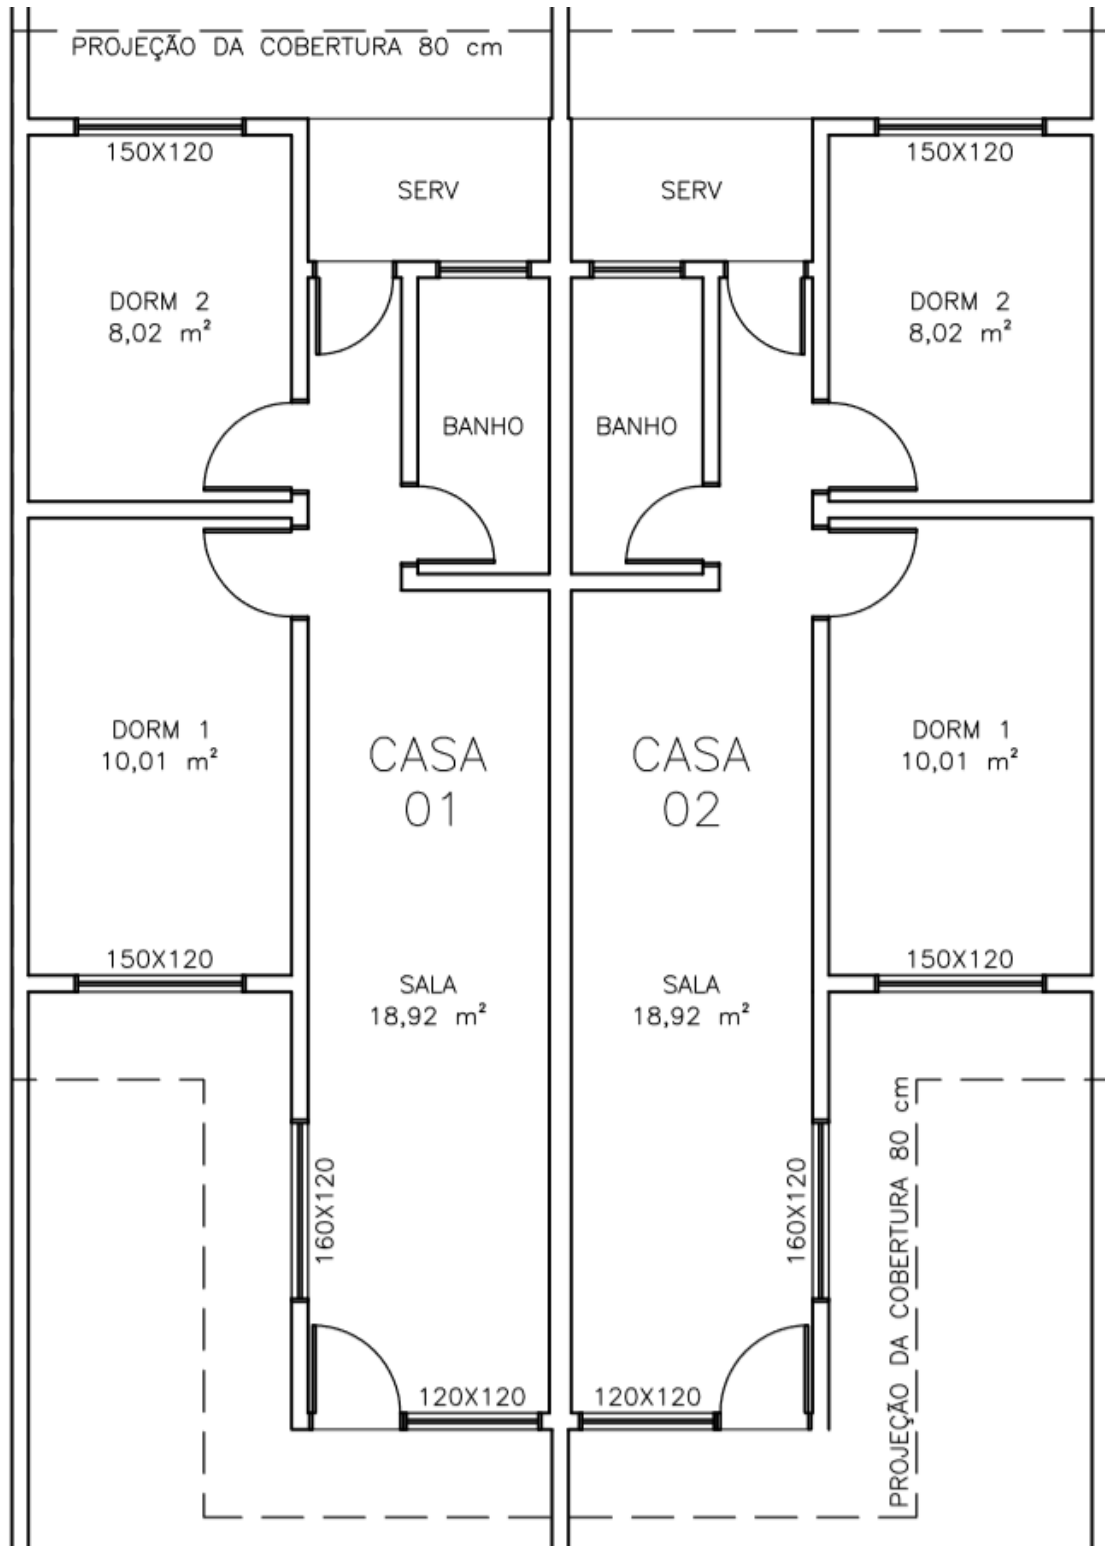 PROJEÇÃO DA COBERTURA 80 cm
150X120
SERV
SERV
150X120
DORM 2
8,02 m²
DORM 2
8,02 m²
BANHO
BANHO
DORM 1
10,01 m²
CASA
01
CASA
02
DORM 1
10,01 m²
150X120
150X120
SALA
18,92 m²
SALA
18,92 m²
160X120
160X120
PROJEÇÃO DA COBERTURA 80 cm
120X120
120X120